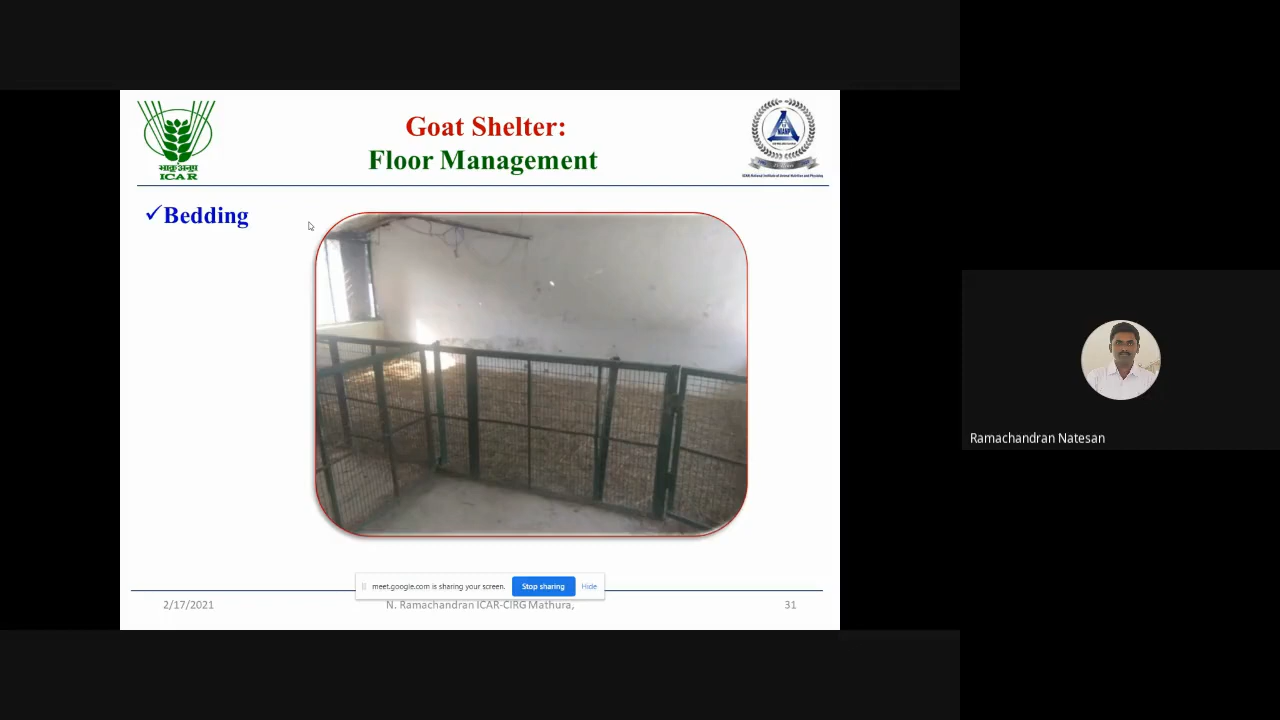 Goat Shelter:
Floor Management
भाकृअनुप
ICAR
✓Bedding
meet.google.com is sharing your screen.
Stop sharing
Hide
2/17/2021
N. Ramachandran ICAR-CIRG Mathura,
31
Ramachandran Natesan